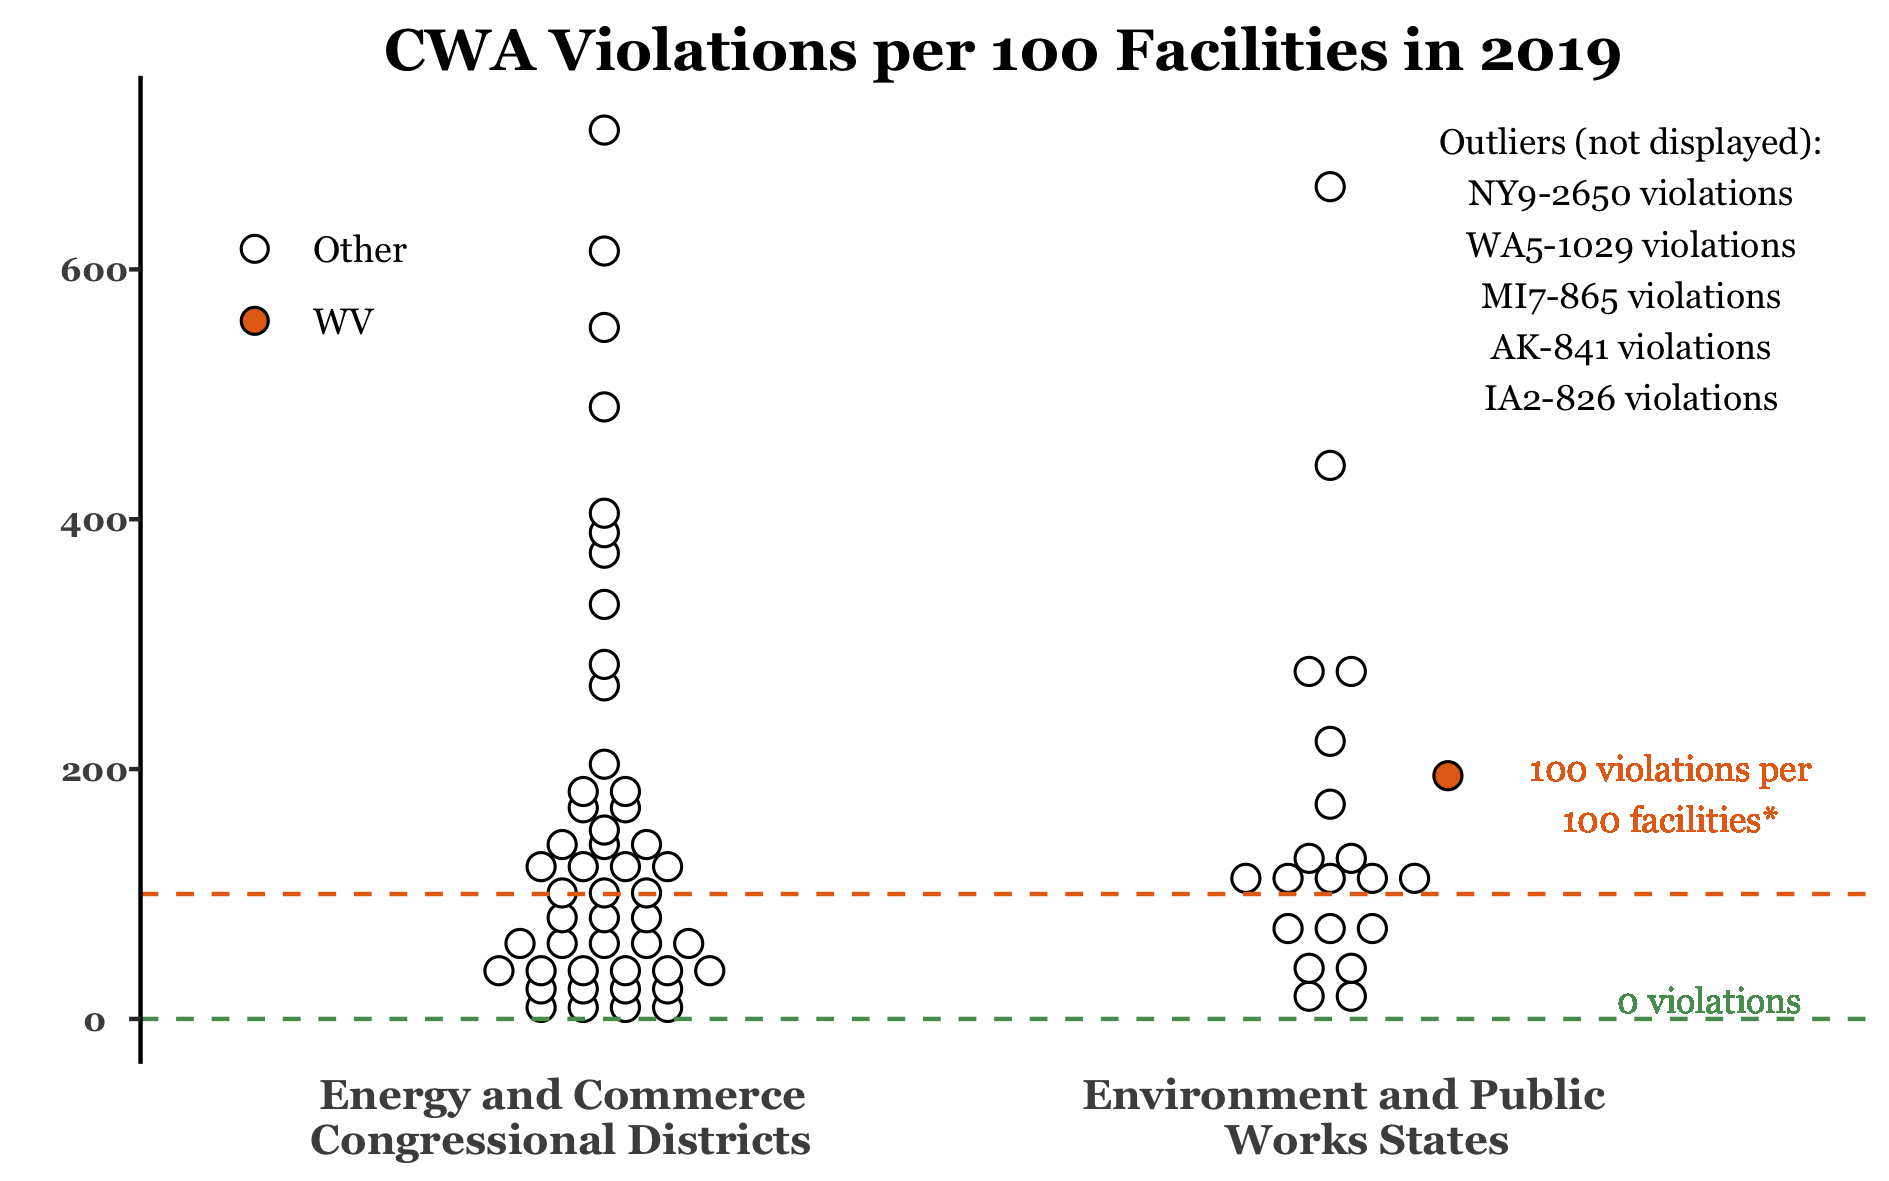 CWA Violations per 100 Facilities in 2019
Outliers (not displayed):
NY9-2650 violations
WA5-1029 violations
MI7-865 violations
AK-841 violations
IA2-826 violations
Other
WV
600
400
200
0
100 violations per
100 facilities*
0 violations
Energy and Commerce
Congressional Districts
Environment and Public
Works States